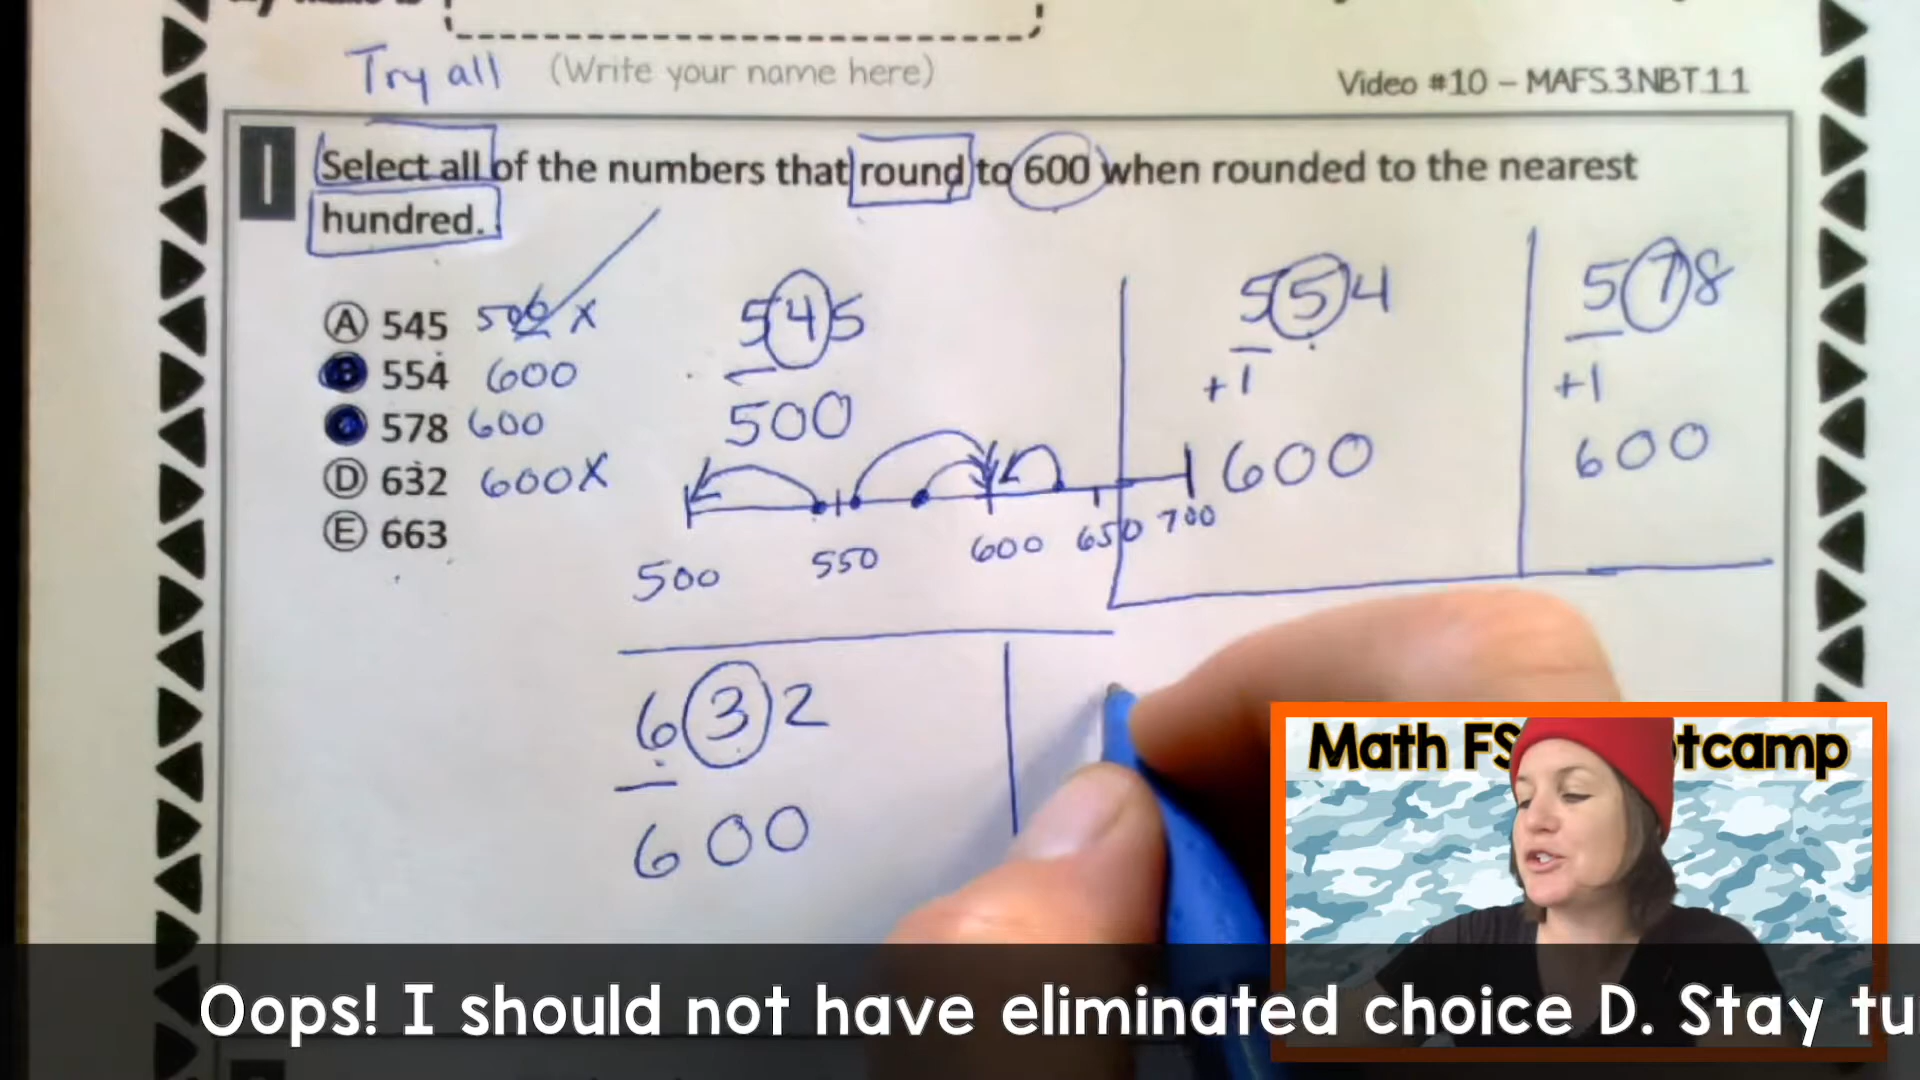 Try all (Write your name here)
Video #10 – MAFS.3.NBT.1.1
1 Select all of the numbers that round to 600 when rounded to the nearest
hundred.
A 545 500 X
B 554 600
578 600
D 632 600 X
E 663
545
500
500 550 600 650 700
554
+1
600
578
+1
600
632
600
Math FS tcamp
Oops! I should not have eliminated choice D. Stay tu